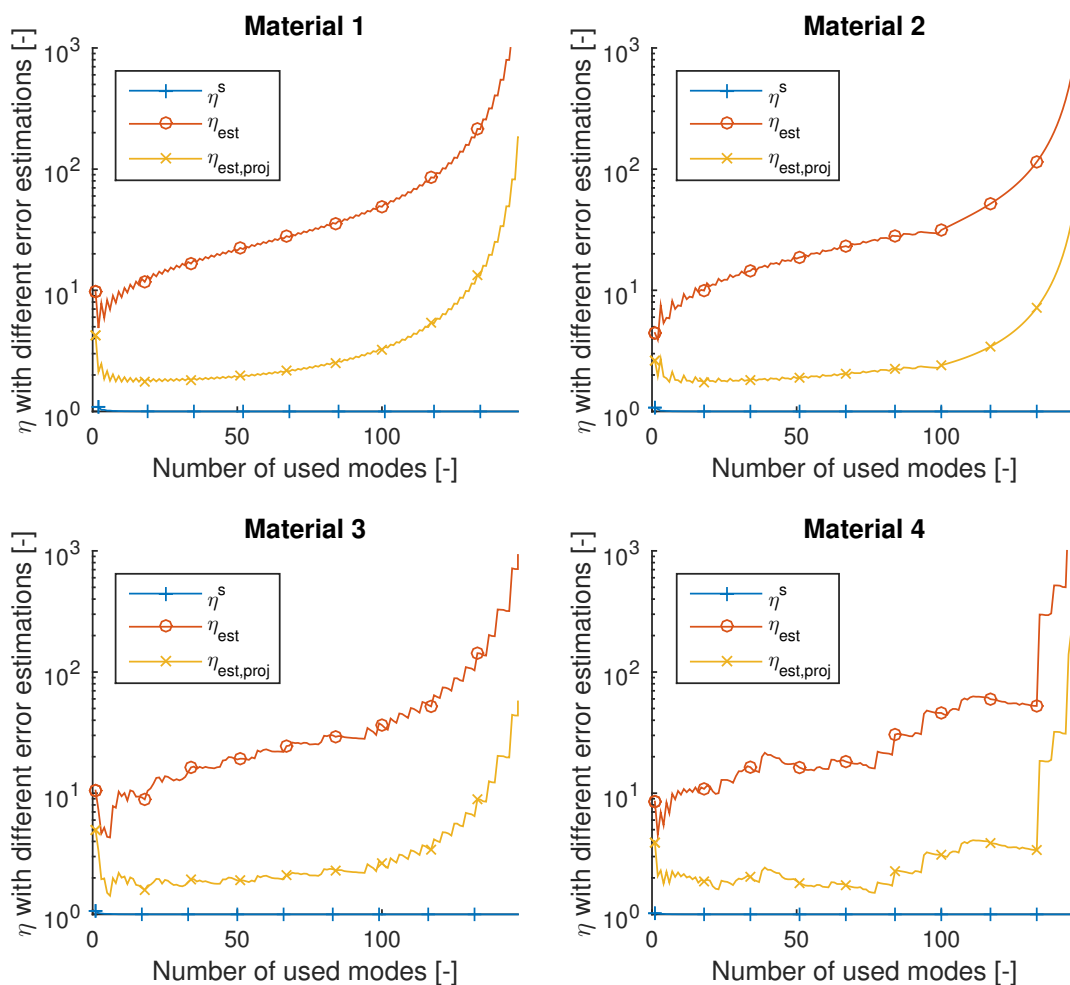 Material 1
η with different error estimations [-]
10^3
10^2
10^1
10^0
η^s
η_est
η_est,proj
0
50
100
Number of used modes [-]
Material 2
η with different error estimations [-]
10^3
10^2
10^1
10^0
η^s
η_est
η_est,proj
0
50
100
Number of used modes [-]
Material 3
η with different error estimations [-]
10^3
10^2
10^1
10^0
η^s
η_est
η_est,proj
0
50
100
Number of used modes [-]
Material 4
η with different error estimations [-]
10^3
10^2
10^1
10^0
η^s
η_est
η_est,proj
0
50
100
Number of used modes [-]